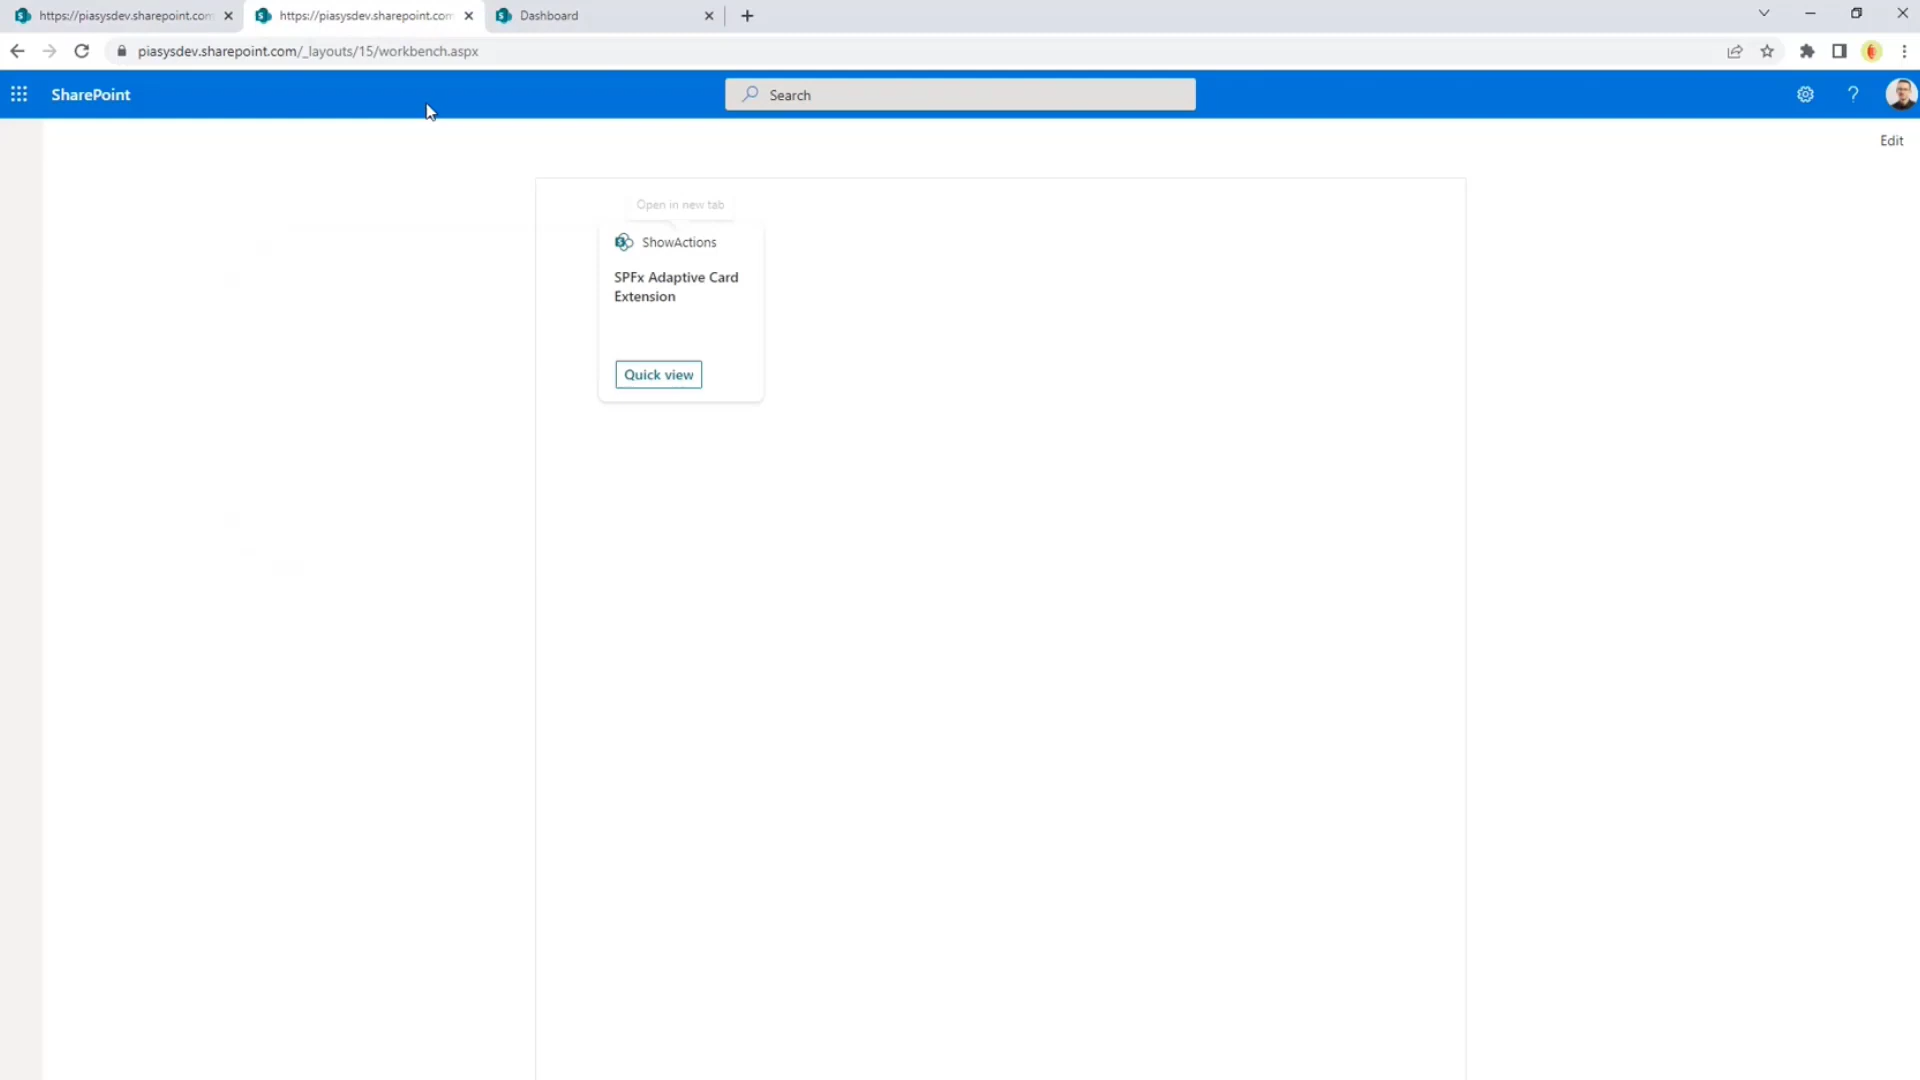 https://piasysdev.sharepoint.com
https://piasysdev.sharepoint.com
Dashboard
piasysdev.sharepoint.com/_layouts/15/workbench.aspx
SharePoint
Search
Edit
Open in new tab
ShowActions
SPFx Adaptive Card
Extension
Quick view